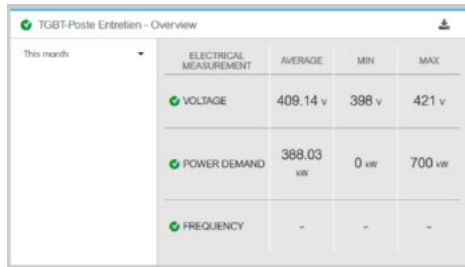 TGBT-Poste Entretien - Overview
This month
ELECTRICAL MEASUREMENT AVERAGE MIN MAX
VOLTAGE 409.14 v 398 v 421 v
POWER DEMAND 388.03 kW 0 kW 700 kW
FREQUENCY - - -